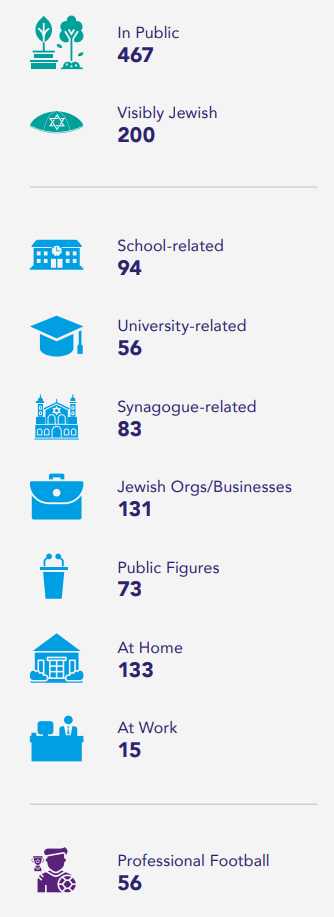 In Public
467
Visibly Jewish
200
School-related
94
University-related
56
Synagogue-related
83
Jewish Orgs/Businesses
131
Public Figures
73
At Home
133
At Work
15
Professional Football
56